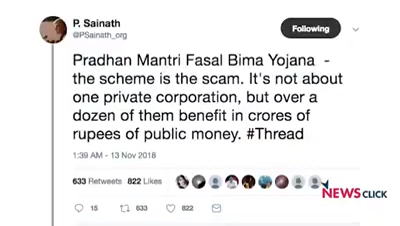 P. Sainath
@PSainath_org
Following
Pradhan Mantri Fasal Bima Yojana -
the scheme is the scam. It's not about
one private corporation, but over a
dozen of them benefit in crores of
rupees of public money. #Thread
1:39 AM - 13 Nov 2018
633 Retweets 822 Likes
NEWSCLICK
15 633 822